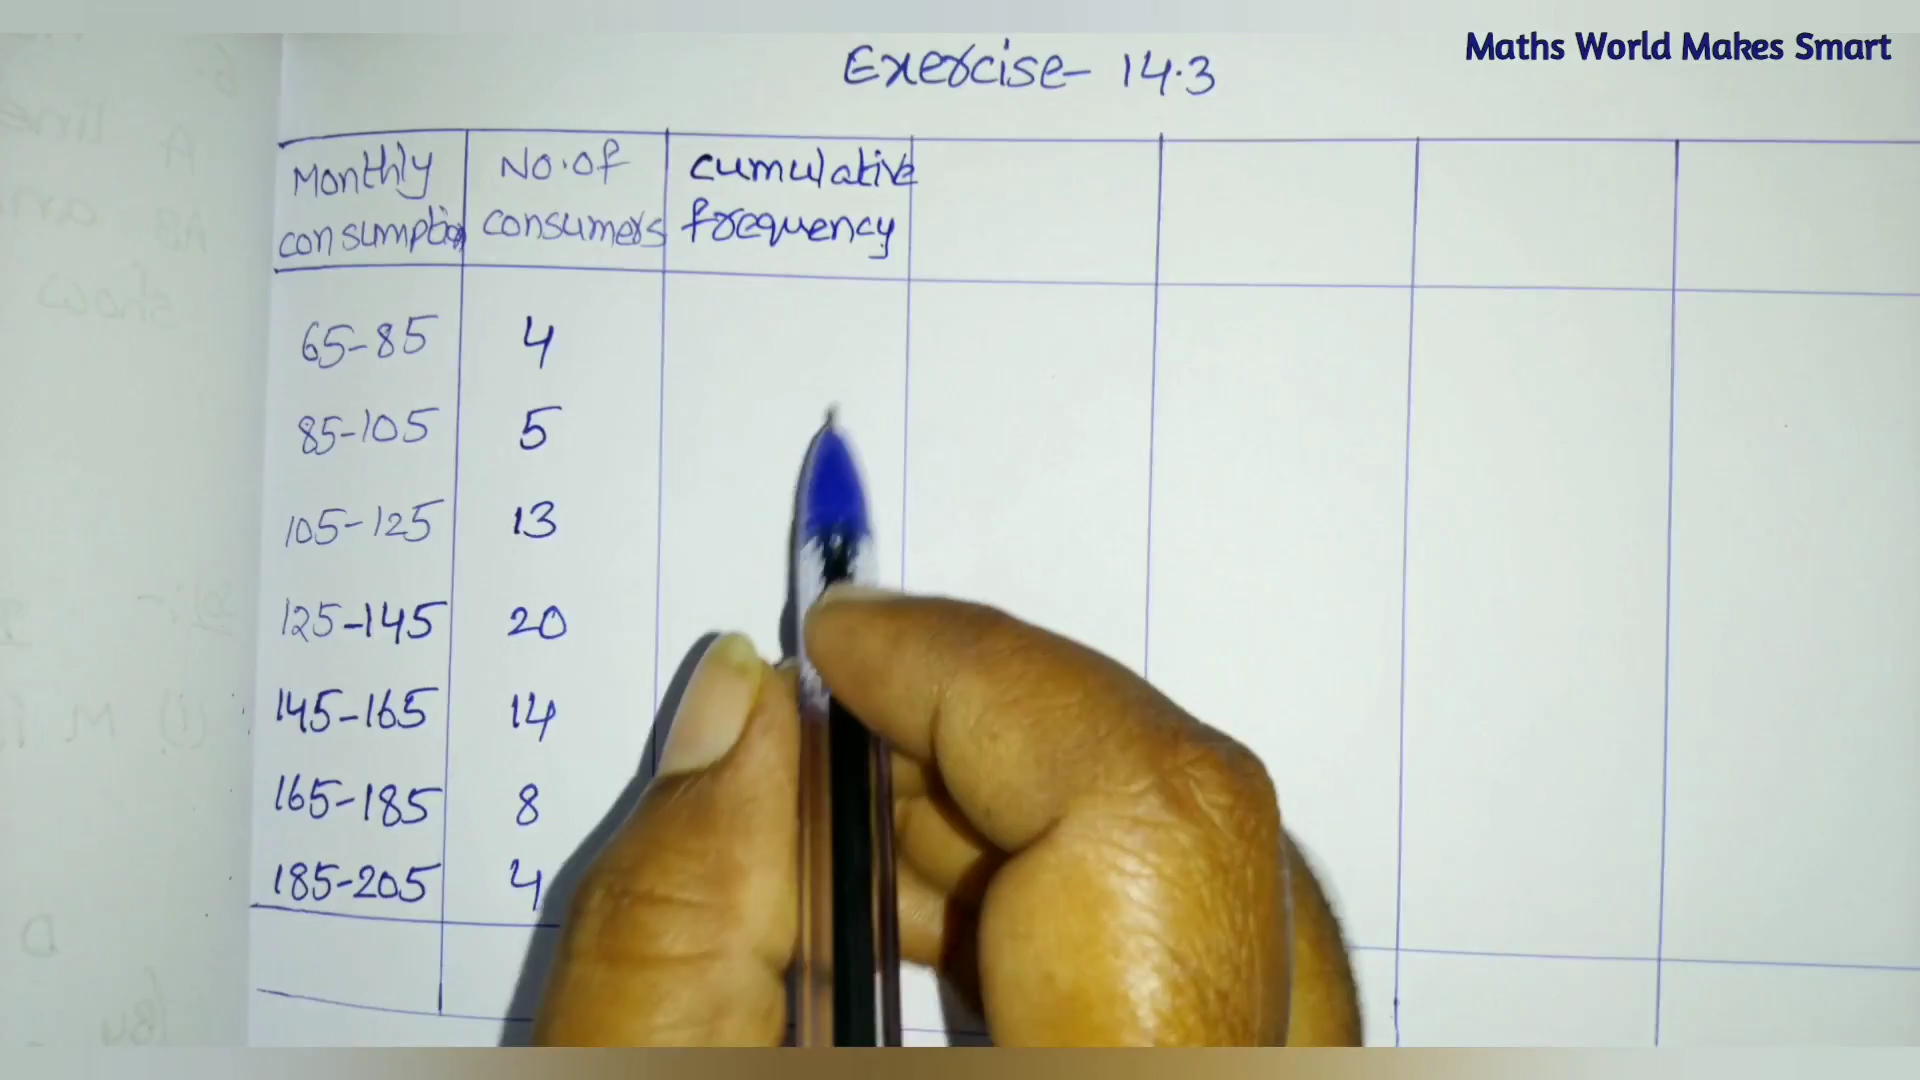 Maths World Makes Smart
Exercise- 14.3
Monthly consumption No. of consumers cumulative frequency
65-85 4
85-105 5
105-125 13
125-145 20
145-165 14
165-185 8
185-205 4